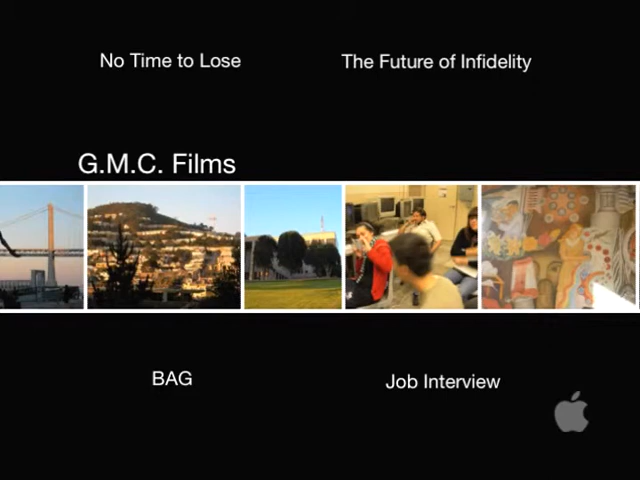 No Time to Lose
The Future of Infidelity
G.M.C. Films
BAG
Job Interview